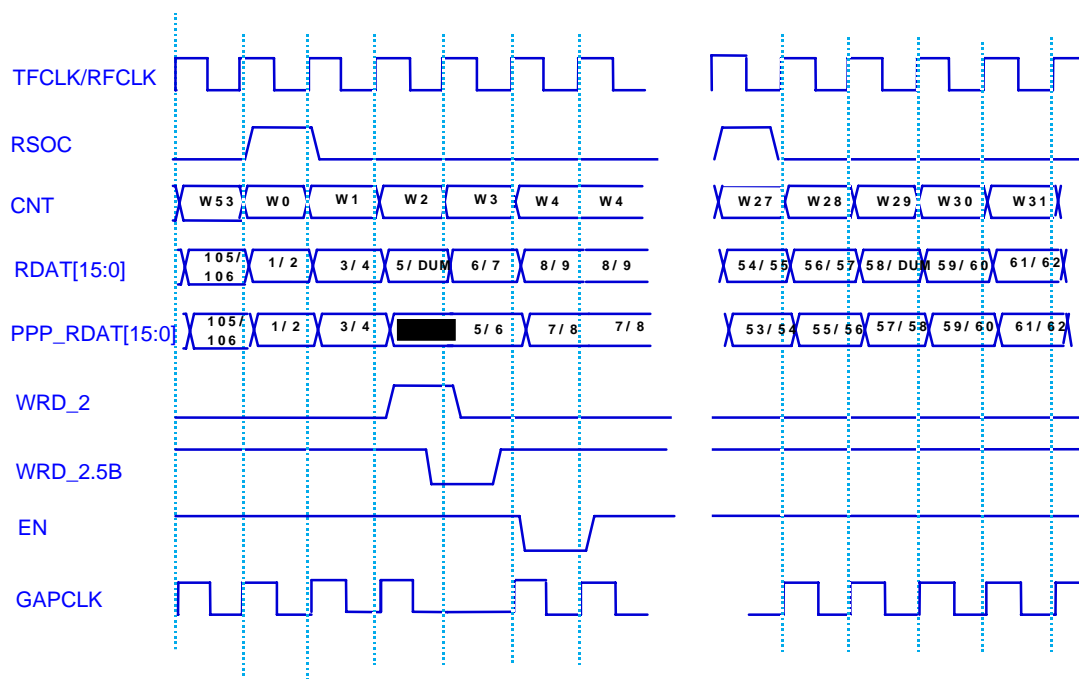 TFCLK/RFCLK
RSOC
CNT W53 W0 W1 W2 W3 W4 W4 W27 W28 W29 W30 W31
RDAT[15:0] 105/106 1/2 3/4 5/DUM 6/7 8/9 8/9 54/55 56/57 58/DUM 59/60 61/62
PPP_RDAT[15:0] 105/106 1/2 3/4 5/6 7/8 7/8 53/54 55/56 57/58 59/60 61/62
WRD_2
WRD_2.5B
EN
GAPCLK